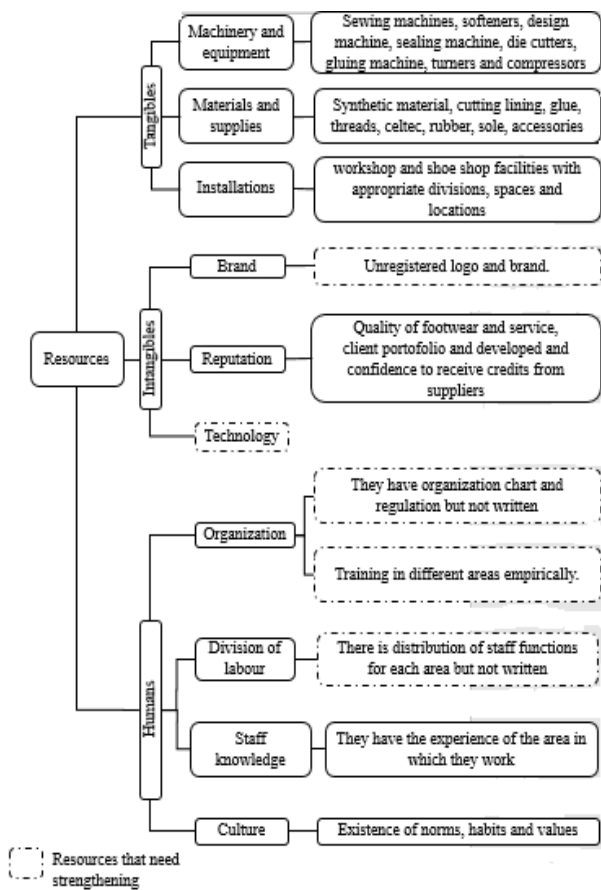 Machinery and
equipment
Sewing machines, softeners, design
machine, sealing machine, die cutters,
gluing machine, turners and compressors
Tangibles
Materials and
supplies
Synthetic material, cutting lining, glue,
threads, celtec, rubber, sole, accessories
Installations
workshop and shoe shop facilities with
appropriate divisions, spaces and
locations
Resources
Intangibles
Brand
Unregistered logo and brand.
Reputation
Quality of footwear and service,
client portofolio and developed and
confidence to receive credits from
suppliers
Technology
Humans
Organization
They have organization chart and
regulation but not written
Training in different areas empirically.
Division of
labour
There is distribution of staff functions
for each area but not written
Staff
knowledge
They have the experience of the area in
which they work
Culture
Existence of norms, habits and values
Resources that need
strengthening